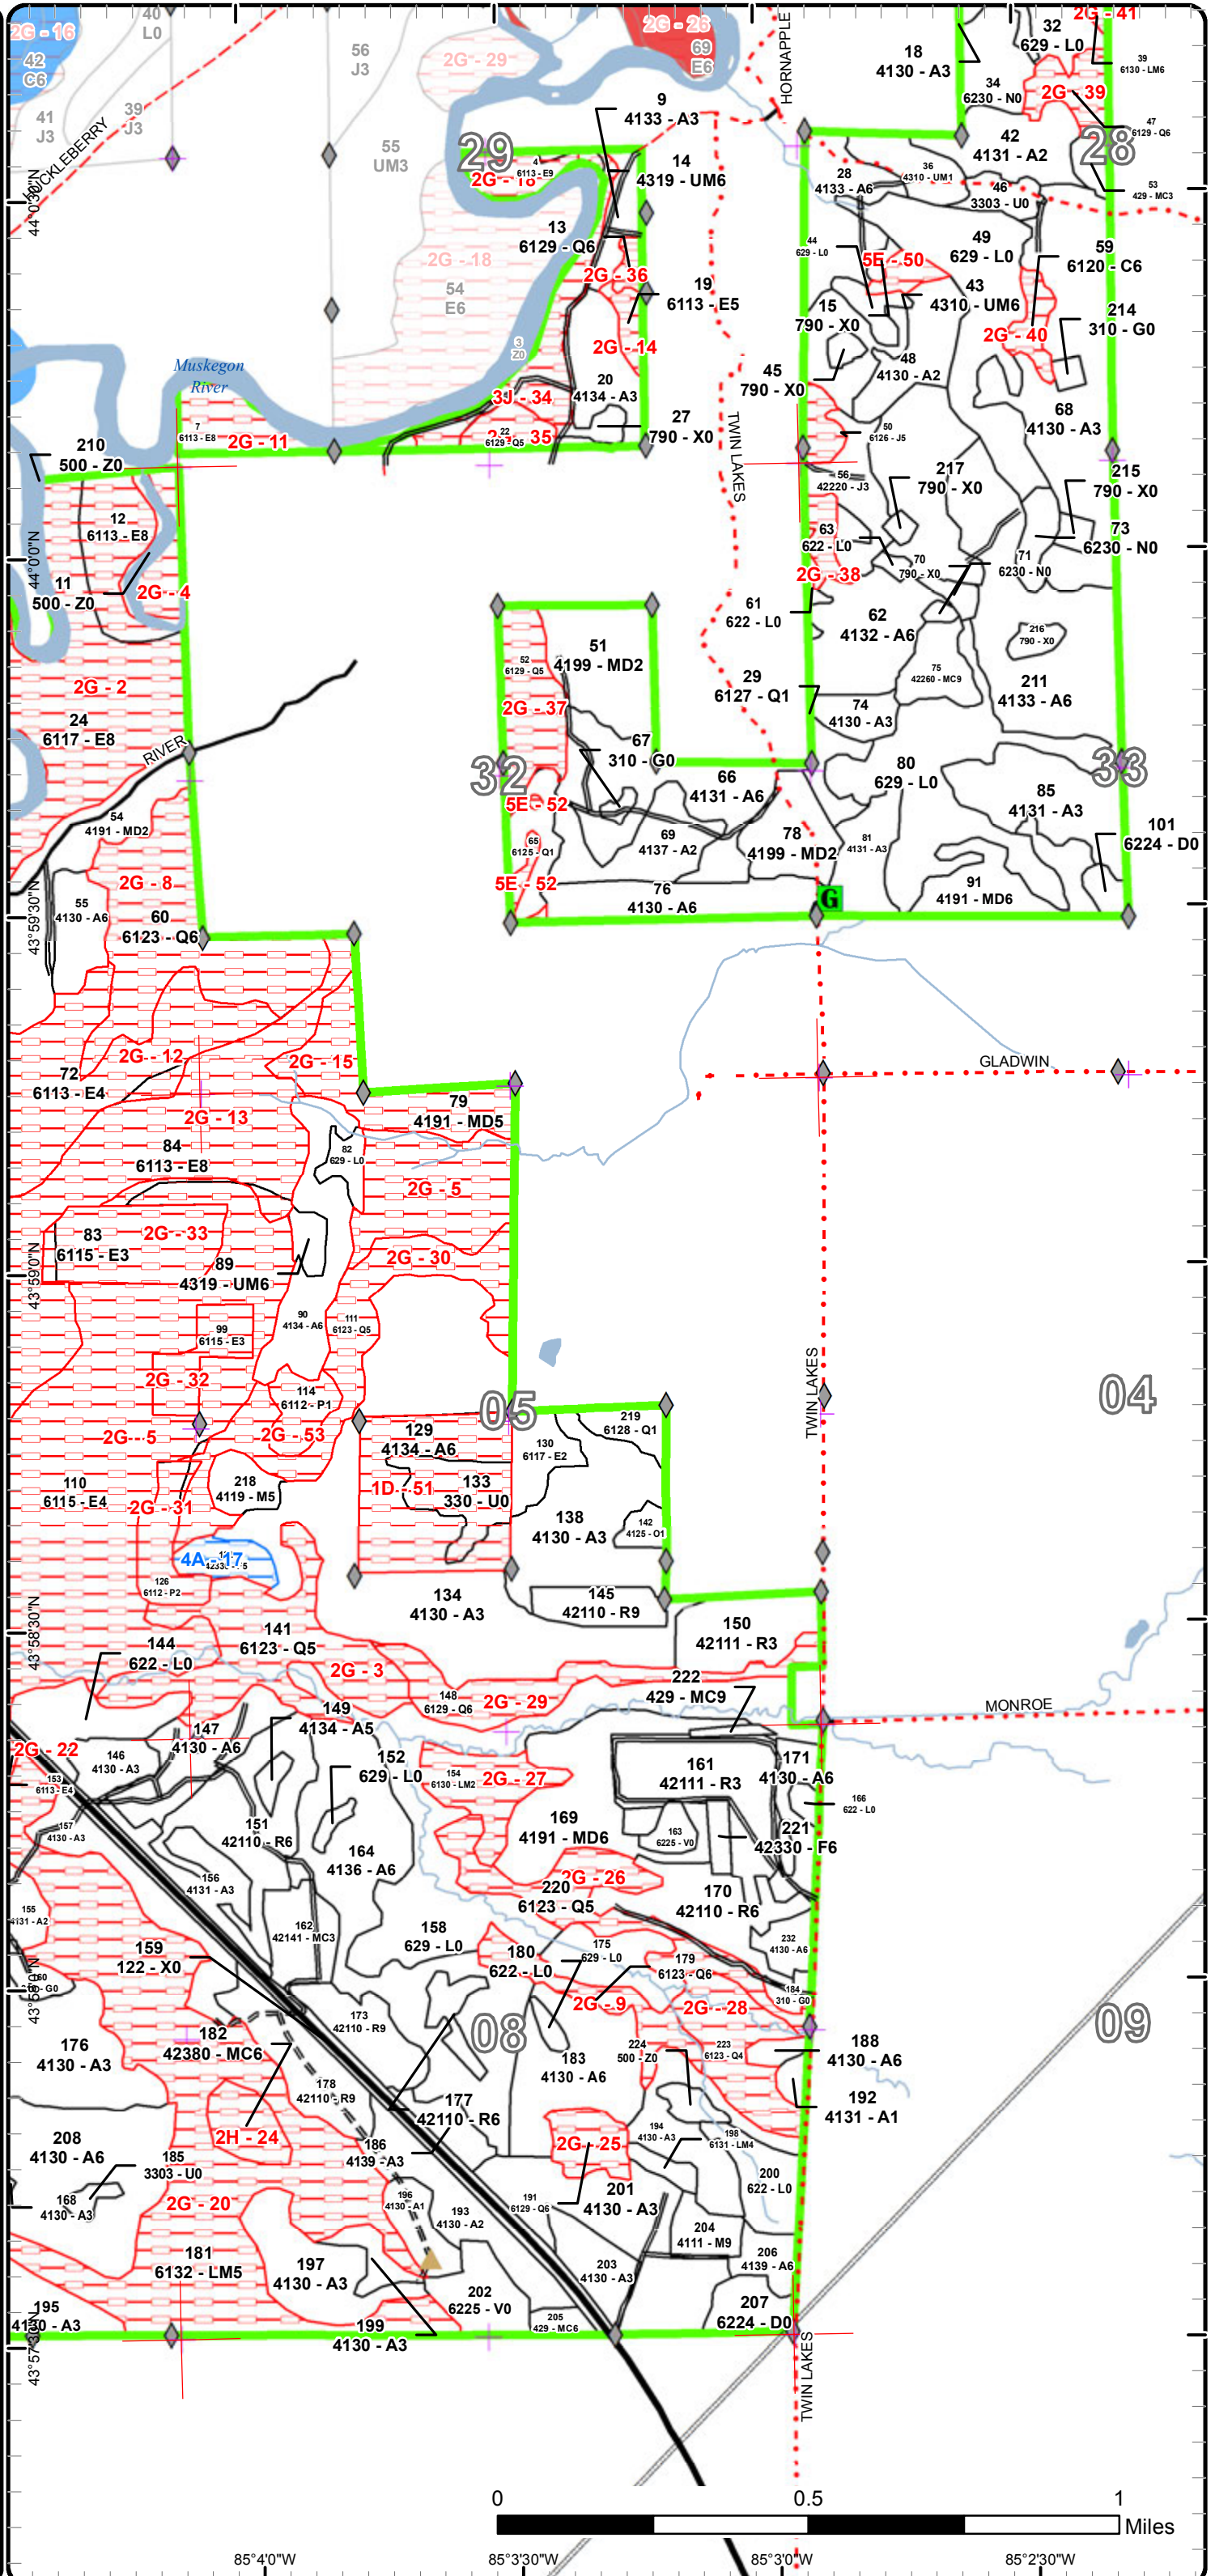 2G - 16
42
C6
40
L0
41
J3
39
J3
HUCKLEBERRY
56
J3
55
UM3
2G - 29
2G - 26
69
E6
HORNAPPLE
18
4130 - A3
32
629 - L0
2G - 41
39
6130 - LM6
34
6230 - N0
2G - 39
47
6129 - Q6
28
42
4131 - A2
53
429 - MC3
9
4133 - A3
29
4
6113 - E9
14
4319 - UM6
28
4133 - A6
36
4310 - UM1
46
3303 - U0
44°0'30"N
13
6129 - Q6
2G - 18
54
E6
2G - 36
19
6113 - E5
44
629 - L0
5E - 50
49
629 - L0
59
6120 - C6
43
4310 - UM6
15
790 - X0
214
310 - G0
2G - 40
3
Z0
2G - 14
Muskegon
River
45
790 - X0
48
4130 - A2
20
4134 - A3
3J - 34
7
6113 - E8
2G - 11
22
6129 - Q5
27
790 - X0
TWIN LAKES
50
6126 - J5
68
4130 - A3
210
500 - Z0
56
42220 - J3
217
790 - X0
215
790 - X0
12
6113 - E8
63
622 - L0
73
6230 - N0
44°0'0"N
11
500 - Z0
2G - 4
2G - 38
70
790 - X0
71
6230 - N0
61
622 - L0
62
4132 - A6
216
790 - X0
51
4199 - MD2
52
6129 - Q5
75
42260 - MC9
2G - 2
29
6127 - Q1
74
4130 - A3
211
4133 - A6
24
6117 - E8
2G - 37
RIVER
67
310 - G0
32
66
4131 - A6
80
629 - L0
33
85
4131 - A3
54
4191 - MD2
5E - 52
65
6125 - Q1
69
4137 - A2
78
4199 - MD2
81
4131 - A3
101
6224 - D0
2G - 8
5E - 52
76
4130 - A6
G
91
4191 - MD6
55
4130 - A6
60
6123 - Q6
43°59'30"N
2G - 12
2G - 15
GLADWIN
72
6113 - E4
2G - 13
79
4191 - MD5
84
6113 - E8
82
629 - L0
2G - 5
83
6115 - E3
2G - 33
89
4319 - UM6
2G - 30
43°59'0"N
99
6115 - E3
90
4134 - A6
111
6123 - Q5
2G - 32
114
6112 - P1
TWIN LAKES
04
05
2G - 5
2G - 53
129
4134 - A6
219
6128 - Q1
130
6117 - E2
110
6115 - E4
218
4119 - M5
1D - 51
133
330 - U0
2G - 31
138
4130 - A3
142
4125 - O1
4A - 17
126
6112 - P2
134
4130 - A3
145
42110 - R9
43°58'30"N
141
6123 - Q5
150
42111 - R3
144
622 - L0
2G - 3
148
6129 - Q6
2G - 29
222
429 - MC9
MONROE
149
4134 - A5
147
4130 - A6
2G - 22
146
4130 - A3
152
629 - L0
154
6130 - LM2
2G - 27
161
42111 - R3
171
4130 - A6
153
6113 - E4
157
4130 - A3
166
622 - L0
151
42110 - R6
164
4136 - A6
169
4191 - MD6
163
6225 - V0
221
42330 - F6
156
4131 - A3
2G - 26
220
6123 - Q5
170
42110 - R6
155
4131 - A2
162
42141 - MC3
158
629 - L0
159
122 - X0
180
622 - L0
175
629 - L0
179
6123 - Q6
232
4130 - A6
184
310 - G0
2G - 9
2G - 28
173
42110 - R9
08
09
176
4130 - A3
182
42380 - MC6
183
4130 - A6
224
500 - Z0
223
6123 - Q4
188
4130 - A6
178
42110 - R9
177
42110 - R6
192
4131 - A1
2H - 24
208
4130 - A6
186
4139 - A3
2G - 25
194
4130 - A3
198
6131 - LM4
185
3303 - U0
168
4130 - A3
2G - 20
196
4130 - A1
193
4130 - A2
191
6129 - Q6
201
4130 - A3
200
622 - L0
204
4111 - M9
181
6132 - LM5
197
4130 - A3
203
4130 - A3
206
4139 - A6
202
6225 - V0
205
429 - MC6
207
6224 - D0
195
4130 - A3
199
4130 - A3
43°57'30"N
TWIN LAKES
0 0.5 1
Miles
85°4'0"W 85°3'30"W 85°3'0"W 85°2'30"W